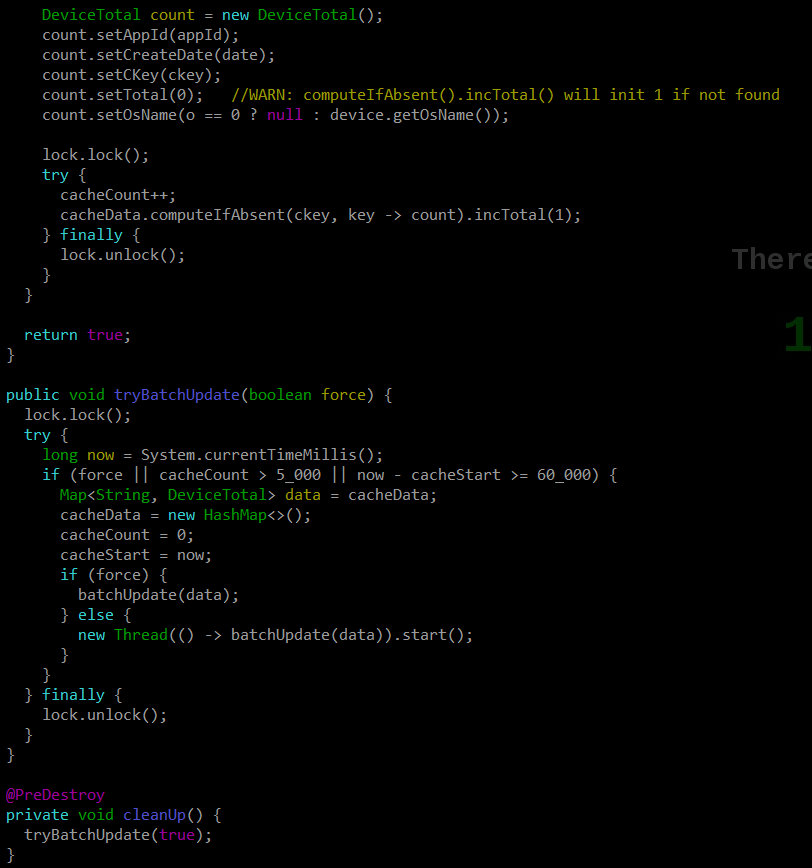 DeviceTotal count = new DeviceTotal();
    count.setAppId(appId);
    count.setCreateDate(date);
    count.setCKey(ckey);
    count.setTotal(0);   //WARN: computeIfAbsent().incTotal() will init 1 if not found
    count.setOsName(o == 0 ? null : device.getOsName());

    lock.lock();
    try {
      cacheCount++;
      cacheData.computeIfAbsent(ckey, key -> count).incTotal(1);
    } finally {
      lock.unlock();
    }
  }
There

  return true;
1
}

public void tryBatchUpdate(boolean force) {
  lock.lock();
  try {
    long now = System.currentTimeMillis();
    if (force || cacheCount > 5_000 || now - cacheStart >= 60_000) {
      Map<String, DeviceTotal> data = cacheData;
      cacheData = new HashMap<>();
      cacheCount = 0;
      cacheStart = now;
      if (force) {
        batchUpdate(data);
      } else {
        new Thread(() -> batchUpdate(data)).start();
      }
    }
  } finally {
    lock.unlock();
  }
}

@PreDestroy
private void cleanUp() {
  tryBatchUpdate(true);
}